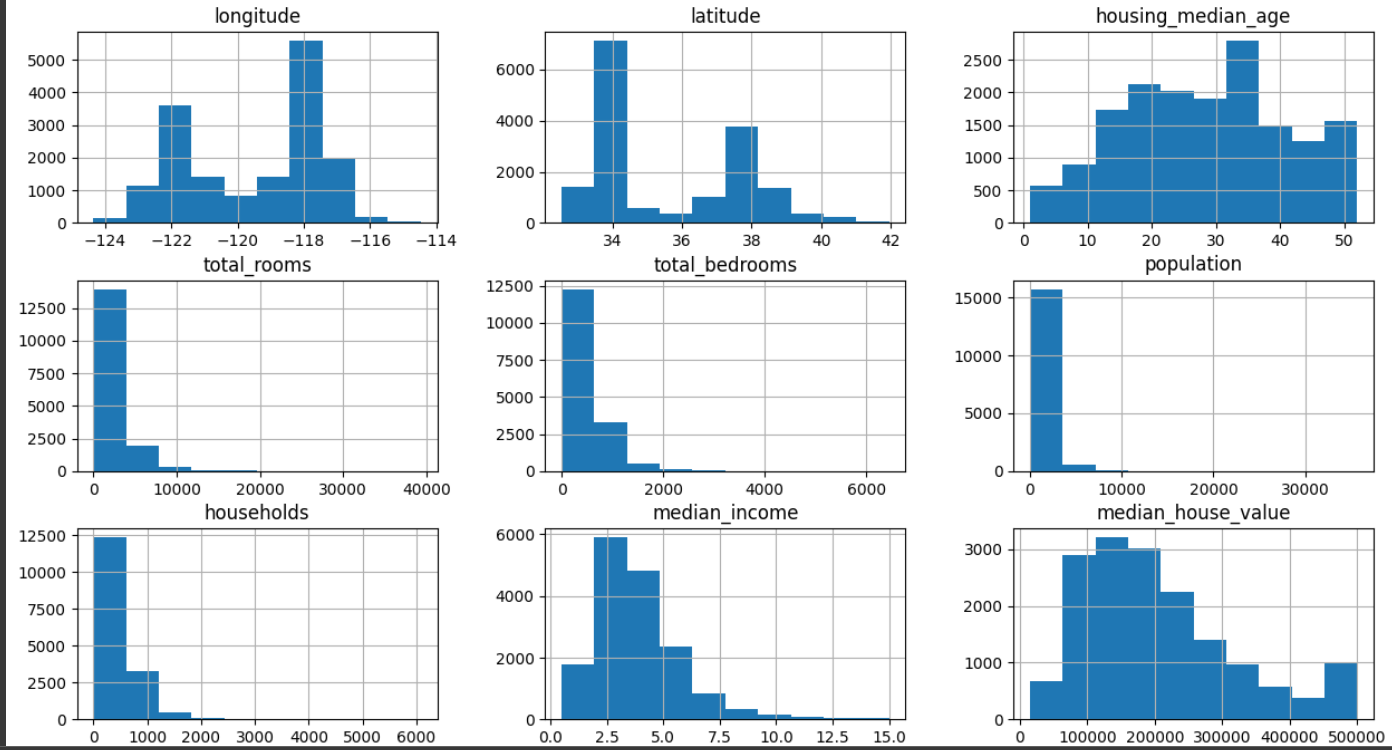 longitude latitude housing_median_age
5000 4000 3000 2000 1000 0
−124 −122 −120 −118 −116 −114
6000 4000 2000 0
34 36 38 40 42
2500 2000 1500 1000 500 0
0 10 20 30 40 50
total_rooms total_bedrooms population
12500 10000 7500 5000 2500 0
0 10000 20000 30000 40000
12500 10000 7500 5000 2500 0
0 2000 4000 6000
15000 10000 5000 0
0 10000 20000 30000
households median_income median_house_value
12500 10000 7500 5000 2500 0
0 1000 2000 3000 4000 5000 6000
6000 4000 2000 0
0.0 2.5 5.0 7.5 10.0 12.5 15.0
3000 2000 1000 0
0 100000 200000 300000 400000 500000